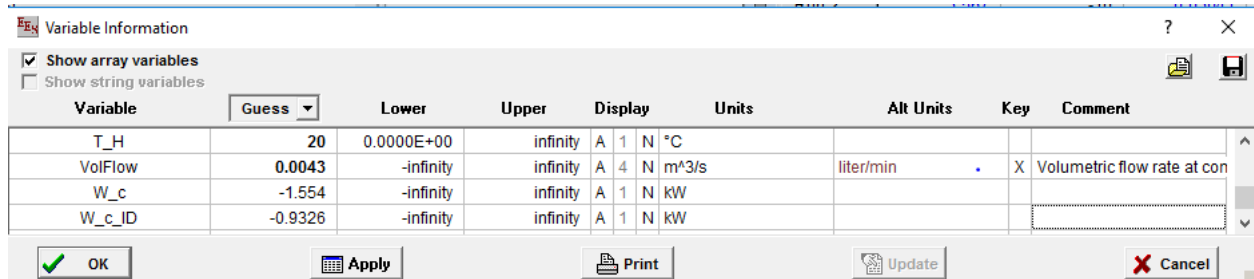 EES Variable Information ?
Show array variables
Show string variables
Variable Guess Lower Upper Display Units Alt Units Key Comment
T_H 20 0.0000E+00 infinity A 1 N °C
VolFlow 0.0043 -infinity infinity A 4 N m^3/s liter/min X Volumetric flow rate at con
W_c -1.554 -infinity infinity A 1 N kW
W_c_ID -0.9326 -infinity infinity A 1 N kW
OK Apply Print Update Cancel